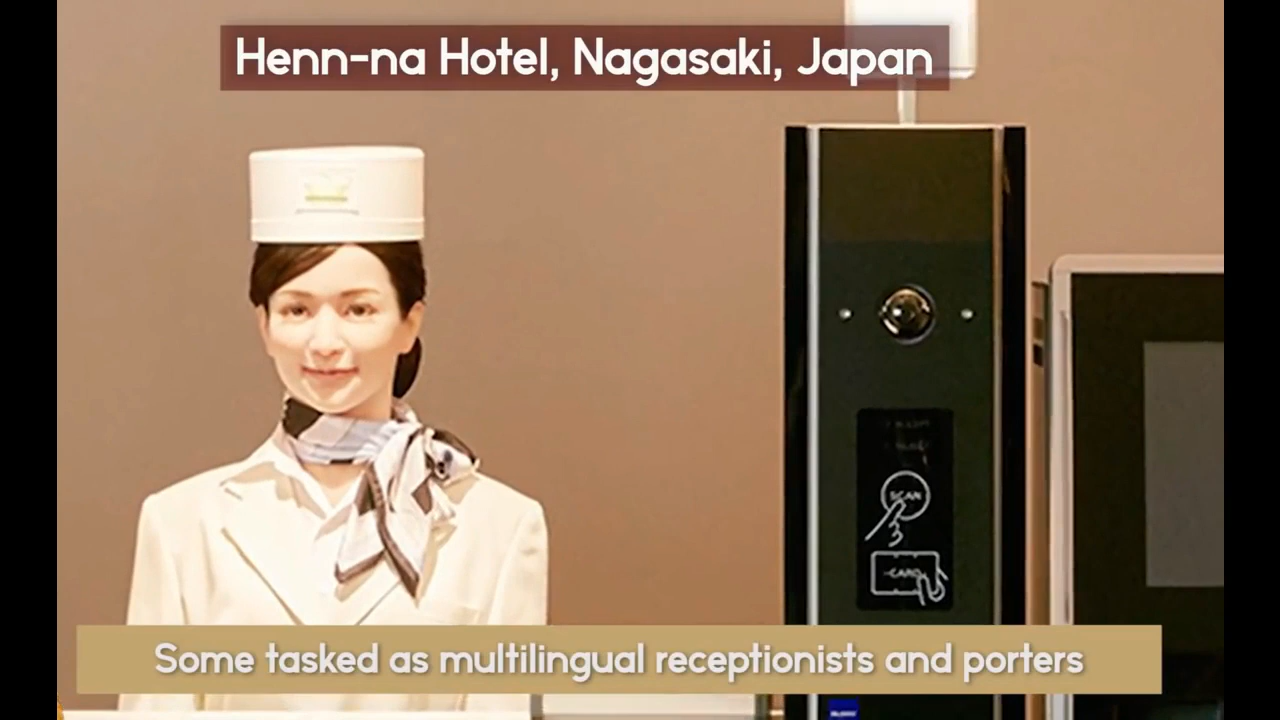 Henn-na Hotel, Nagasaki, Japan
SCAN
CARD
Some tasked as multilingual receptionists and porters